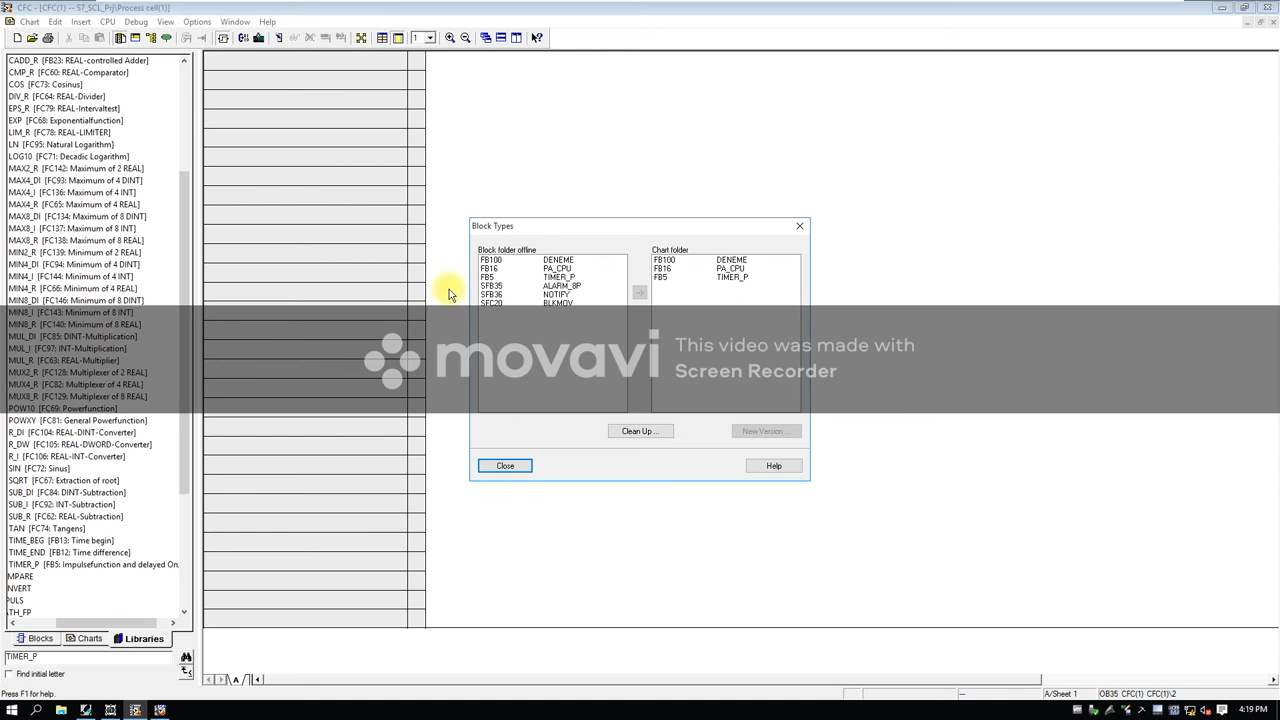 CFC - [CFC(1) -- S7_SCL_Prj\Process cell(1)]
Chart Edit Insert CPU Debug View Options Window Help
1
CADD_R [FB23: REAL-controlled Adder]
CMP_R [FC60: REAL-Comparator]
COS [FC73: Cosinus]
DIV_R [FC64: REAL-Divider]
EPS_R [FC79: REAL-Intervaltest]
EXP [FC68: Exponentialfunction]
LIM_R [FC78: REAL-LIMITER]
LN [FC95: Natural Logarithm]
LOG10 [FC71: Decadic Logarithm]
MAX2_R [FC142: Maximum of 2 REAL]
MAX4_DI [FC93: Maximum of 4 DINT]
MAX4_I [FC136: Maximum of 4 INT]
MAX4_R [FC65: Maximum of 4 REAL]
MAX8_DI [FC134: Maximum of 8 DINT]
MAX8_I [FC137: Maximum of 8 INT]
MAX8_R [FC138: Maximum of 8 REAL]
MIN2_R [FC139: Minimum of 2 REAL]
MIN4_DI [FC94: Minimum of 4 DINT]
MIN4_I [FC144: Minimum of 4 INT]
MIN4_R [FC66: Minimum of 4 REAL]
MIN8_DI [FC146: Minimum of 8 DINT]
MIN8_I [FC143: Minimum of 8 INT]
MIN8_R [FC140: Minimum of 8 REAL]
MUL_DI [FC85: DINT-Multiplication]
MUL_I [FC97: INT-Multiplication]
MUL_R [FC63: REAL-Multiplier]
MUX2_R [FC128: Multiplexer of 2 REAL]
MUX4_R [FC82: Multiplexer of 4 REAL]
MUX8_R [FC129: Multiplexer of 8 REAL]
POW10 [FC69: Powerfunction]
POWXY [FC81: General Powerfunction]
R_DI [FC104: REAL-DINT-Converter]
R_DW [FC105: REAL-DWORD-Converter]
R_I [FC106: REAL-INT-Converter]
SIN [FC72: Sinus]
SQRT [FC67: Extraction of root]
SUB_DI [FC84: DINT-Subtraction]
SUB_I [FC92: INT-Subtraction]
SUB_R [FC62: REAL-Subtraction]
TAN [FC74: Tangens]
TIME_BEG [FB13: Time begin]
TIME_END [FB12: Time difference]
TIMER_P [FB5: Impulsefunction and delayed On
MPARE
NVERT
PULS
ATH_FP
Blocks Charts Libraries
TIMER_P
Find initial letter
Press F1 for help.
Block Types
Block folder offline Chart folder
FB100 DENEME FB100 DENEME
FB16 PA_CPU FB16 PA_CPU
FB5 TIMER_P FB5 TIMER_P
SFB35 ALARM_8P
SFB36 NOTIFY
SFC20 BLKMOV
Clean Up ... New Version ...
Close Help
movavi This video was made with
Screen Recorder
A
--- A/Sheet 1 OB35 CFC(1) CFC(1)\2
4:19 PM